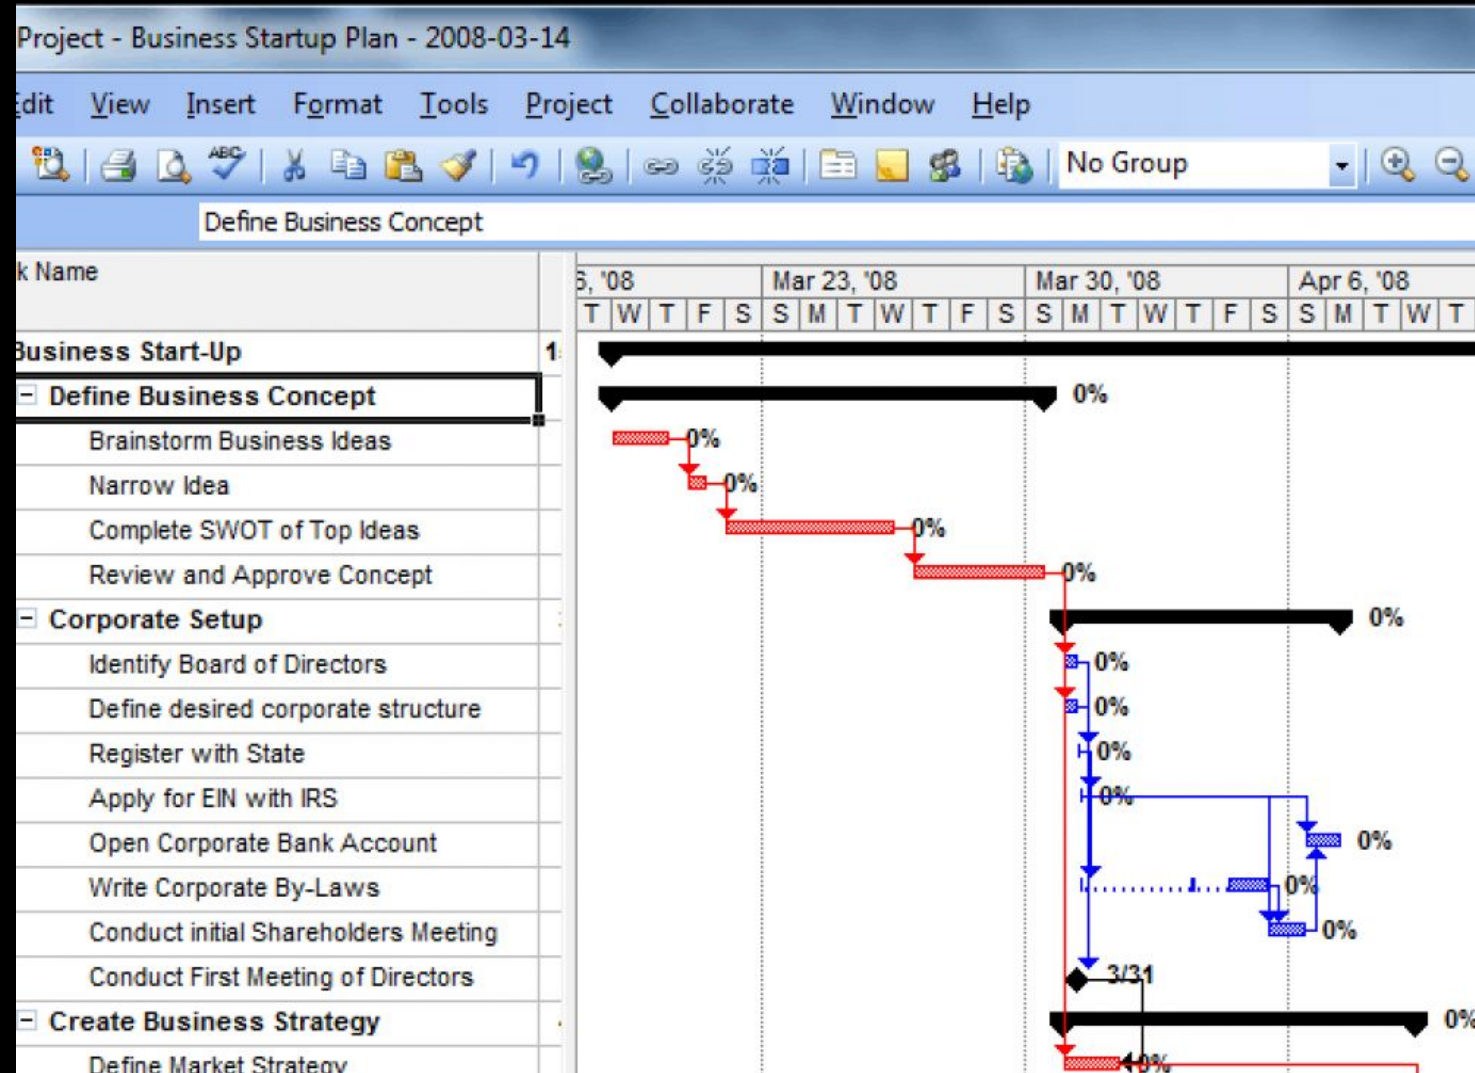 Project - Business Startup Plan - 2008-03-14
Edit View Insert Format Tools Project Collaborate Window Help
ABC No Group
Define Business Concept
k Name 6, '08 Mar 23, '08 Mar 30, '08 Apr 6, '08
T W T F S S M T W T F S S M T W T F S S M T W T
Business Start-Up 1
Define Business Concept 0%
Brainstorm Business Ideas 0%
Narrow Idea 0%
Complete SWOT of Top Ideas 0%
Review and Approve Concept 0%
Corporate Setup 0%
Identify Board of Directors 0%
Define desired corporate structure 0%
Register with State 0%
Apply for EIN with IRS 0%
Open Corporate Bank Account 0%
Write Corporate By-Laws 0%
Conduct initial Shareholders Meeting 0%
Conduct First Meeting of Directors 3/31
Create Business Strategy 0%
Define Market Strategy 0%